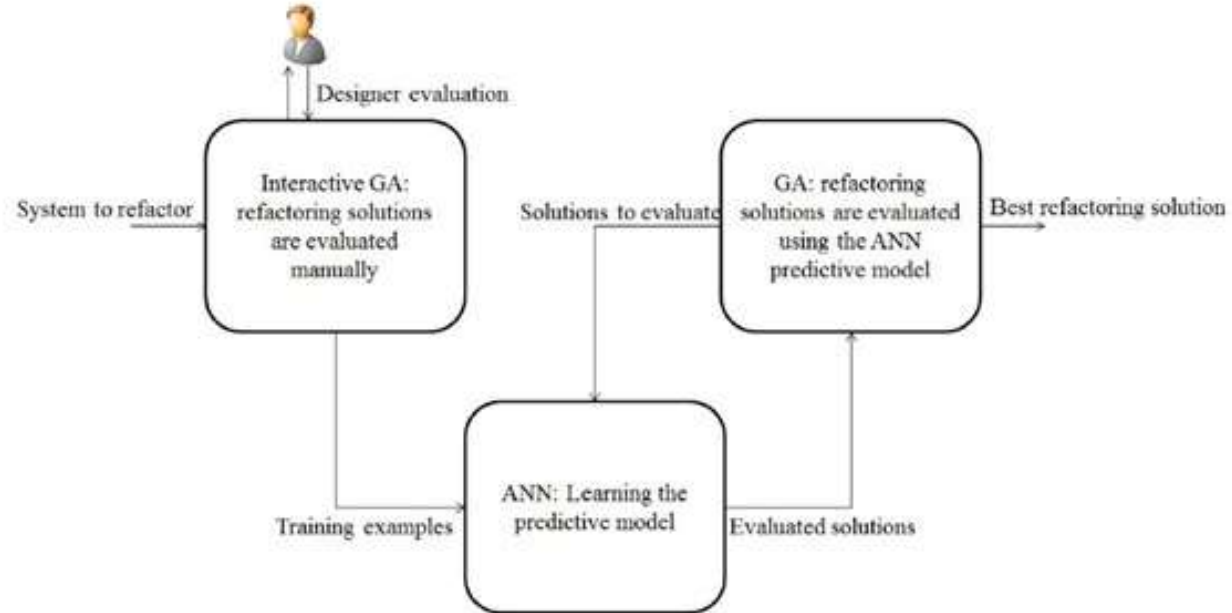 Designer evaluation
System to refactor
Interactive GA:
refactoring solutions
are evaluated
manually
Solutions to evaluate
GA: refactoring
solutions are evaluated
using the ANN
predictive model
Best refactoring solution
Training examples
ANN: Learning the
predictive model
Evaluated solutions